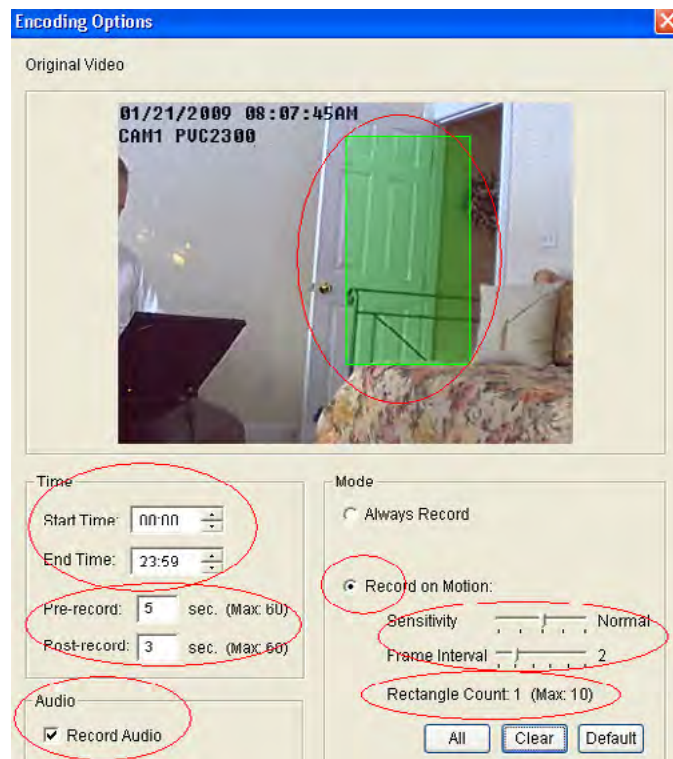 Encoding Options
Original Video
01/21/2009 08:07:45AM
CAM1 PVC2300
Time
Start Time: 00:00
End Time: 23:59
Pre-record: 5 sec. (Max: 60)
Post-record: 3 sec. (Max: 60)
Audio
Record Audio
Mode
Always Record
Record on Motion:
Sensitivity Normal
Frame Interval 2
Rectangle Count: 1 (Max: 10)
All Clear Default